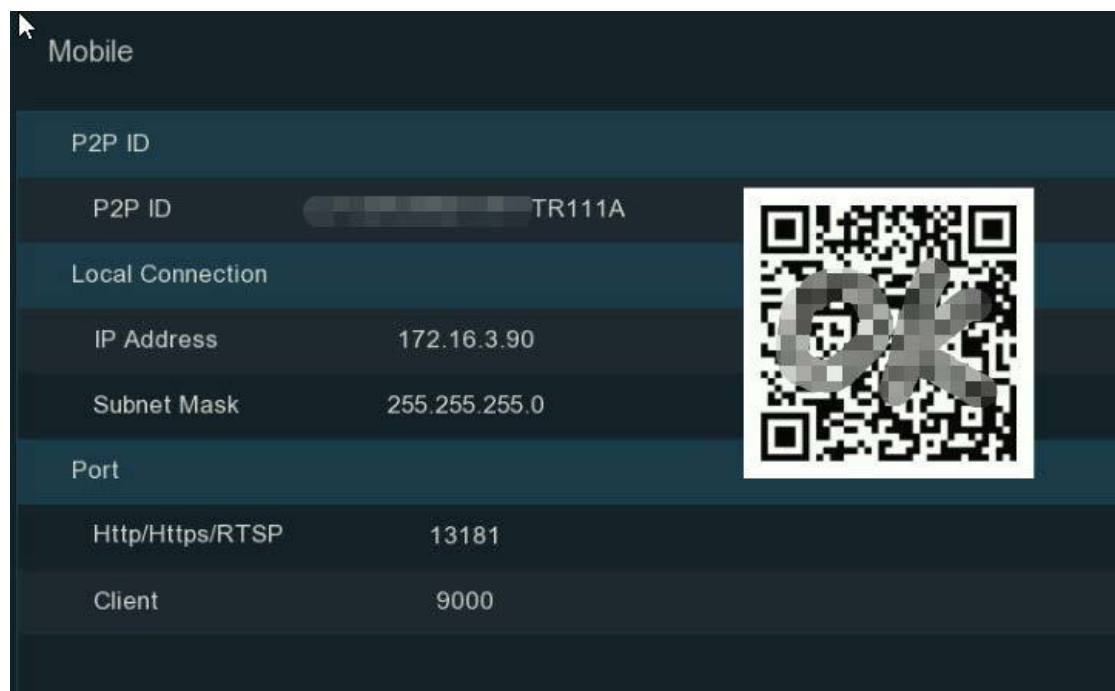 Mobile
P2P ID
P2P ID TR111A
Local Connection
IP Address 172.16.3.90
Subnet Mask 255.255.255.0
Port
Http/Https/RTSP 13181
Client 9000
OK